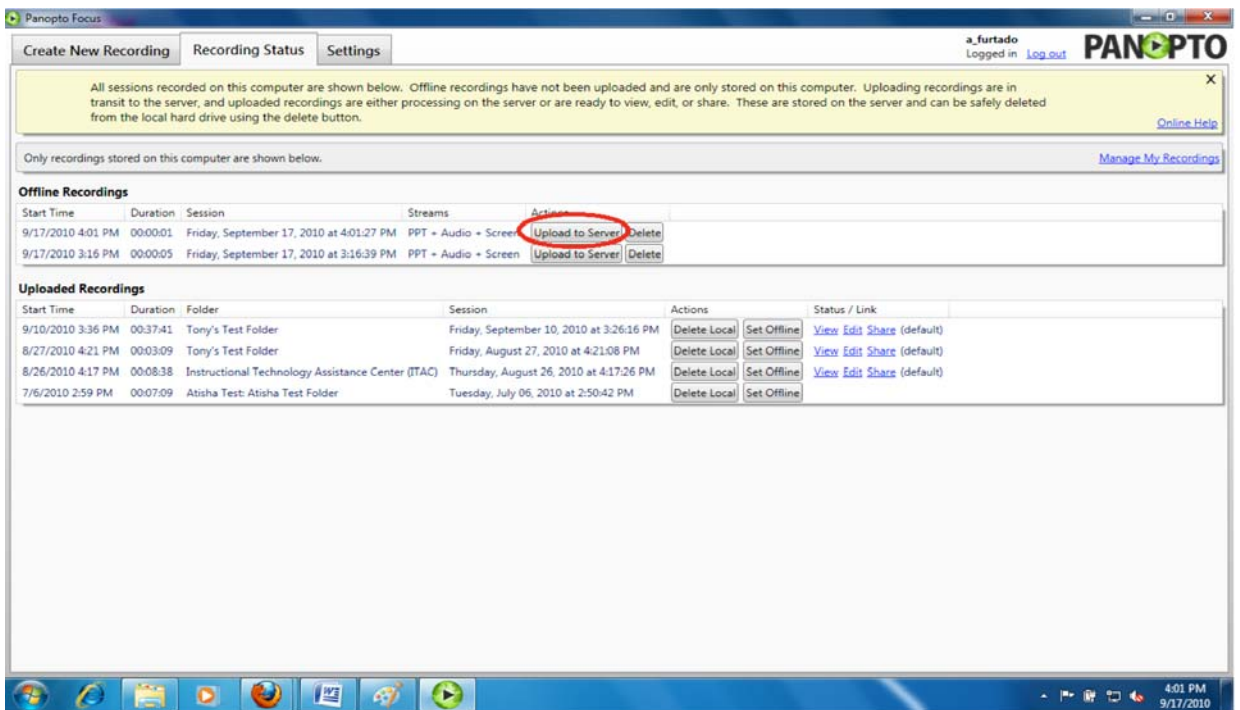 Panopto Focus
Create New Recording Recording Status Settings
a_furtado
Logged in Log out
PANOPTO
All sessions recorded on this computer are shown below. Offline recordings have not been uploaded and are only stored on this computer. Uploading recordings are in
transit to the server, and uploaded recordings are either processing on the server or are ready to view, edit, or share. These are stored on the server and can be safely deleted
from the local hard drive using the delete button.
X
Online Help
Only recordings stored on this computer are shown below. Manage My Recordings
Offline Recordings
Start Time Duration Session Streams Actions
9/17/2010 4:01 PM 00:00:01 Friday, September 17, 2010 at 4:01:27 PM PPT + Audio + Screen Upload to Server Delete
9/17/2010 3:16 PM 00:00:05 Friday, September 17, 2010 at 3:16:39 PM PPT + Audio + Screen Upload to Server Delete
Uploaded Recordings
Start Time Duration Folder Session Actions Status / Link
9/10/2010 3:36 PM 00:37:41 Tony's Test Folder Friday, September 10, 2010 at 3:26:16 PM Delete Local Set Offline View Edit Share (default)
8/27/2010 4:21 PM 00:03:09 Tony's Test Folder Friday, August 27, 2010 at 4:21:08 PM Delete Local Set Offline View Edit Share (default)
8/26/2010 4:17 PM 00:08:38 Instructional Technology Assistance Center (ITAC) Thursday, August 26, 2010 at 4:17:26 PM Delete Local Set Offline View Edit Share (default)
7/6/2010 2:59 PM 00:07:09 Atisha Test: Atisha Test Folder Tuesday, July 06, 2010 at 2:50:42 PM Delete Local Set Offline
4:01 PM
9/17/2010